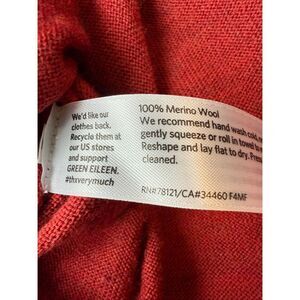 We'd like our
clothes back.
Recycle them at
our US stores
and support
GREEN EILEEN.
#thxverymuch
100% Merino Wool
We recommend hand wash cold,
gently squeeze or roll in towel to
Reshape and lay flat to dry. Press
cleaned.
RN#78121/CA#34460 F4MF